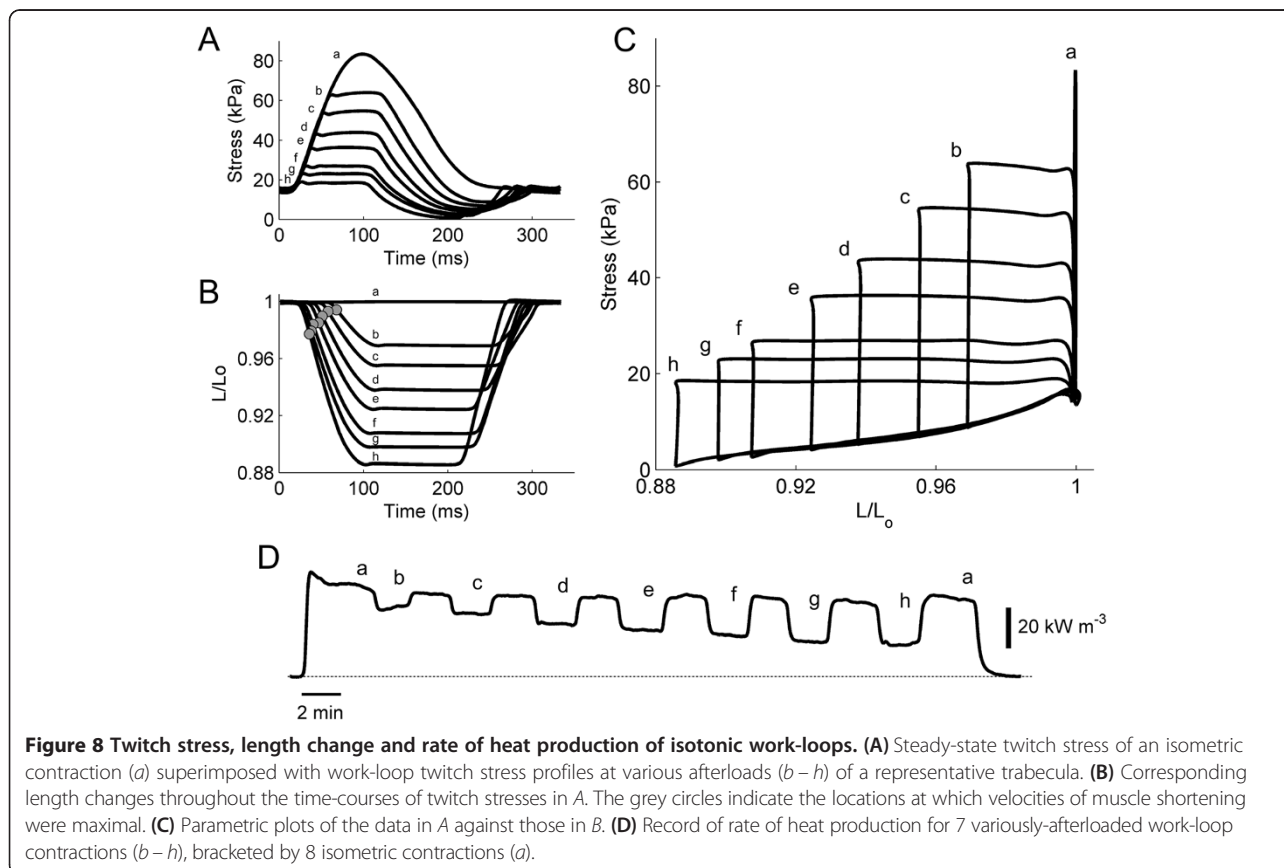 A
80
60
40
20
0
Stress (kPa)
a
b
c
d
e
f
g
h
0 100 200 300
Time (ms)
B
1
0.96
0.92
0.88
L/Lo
a
b
c
d
e
f
g
h
0 100 200 300
Time (ms)
C
80
60
40
20
0
Stress (kPa)
a
b
c
d
e
f
g
h
0.88 0.92 0.96 1
L/Lo
D
a b c d e f g h a
20 kW m-3
2 min
Figure 8 Twitch stress, length change and rate of heat production of isotonic work-loops. (A) Steady-state twitch stress of an isometric
contraction (a) superimposed with work-loop twitch stress profiles at various afterloads (b – h) of a representative trabecula. (B) Corresponding
length changes throughout the time-courses of twitch stresses in A. The grey circles indicate the locations at which velocities of muscle shortening
were maximal. (C) Parametric plots of the data in A against those in B. (D) Record of rate of heat production for 7 variously-afterloaded work-loop
contractions (b – h), bracketed by 8 isometric contractions (a).